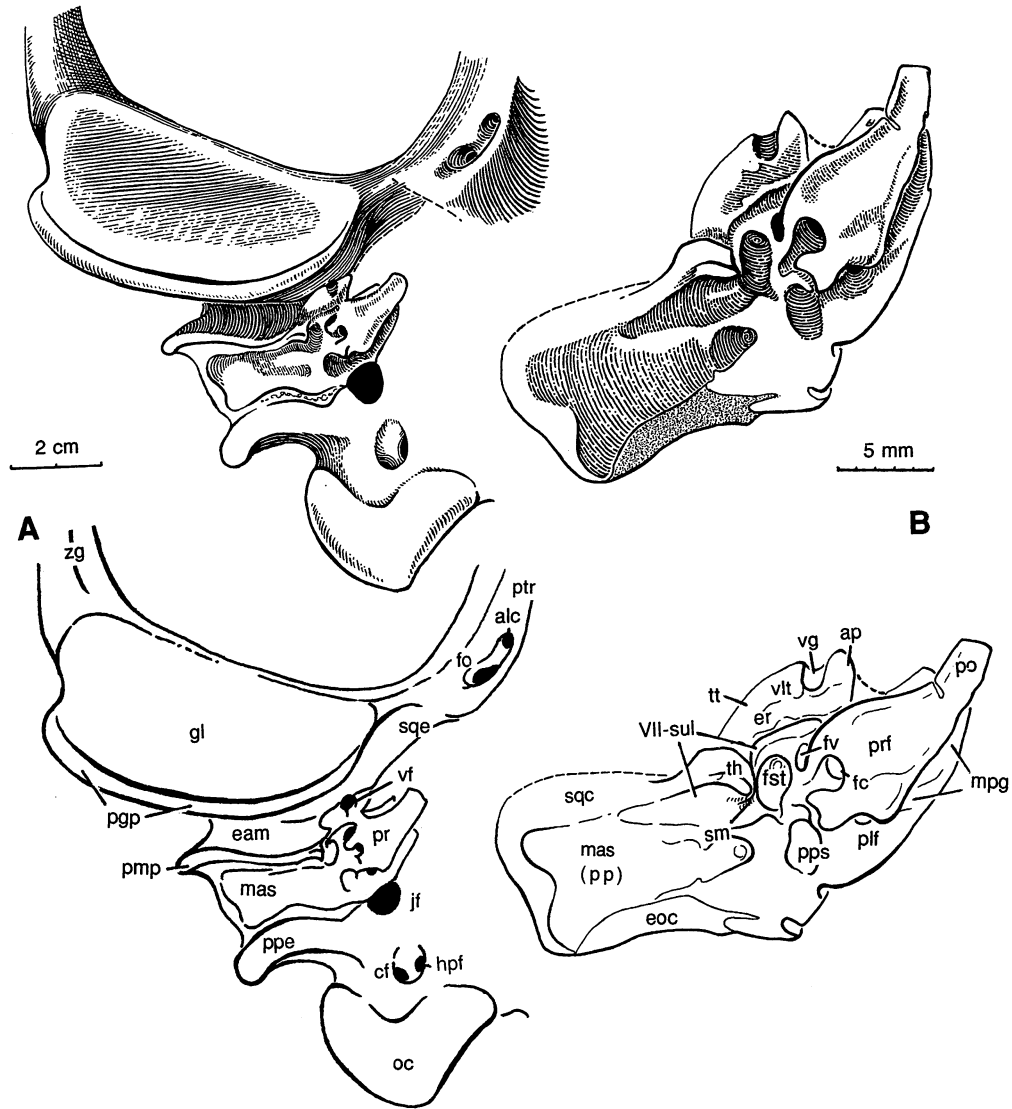 2 cm
5 mm
A
B
zg
ptr
alc
fo
gl
sqe
vf
pgp
eam
pr
pmp
mas
jf
ppe
cf
hpf
oc
vg
ap
po
tt
vlt
er
VII-sul
fv
prf
th
fst
fc
mpg
sqc
sm
plf
mas
pps
(pp)
eoc